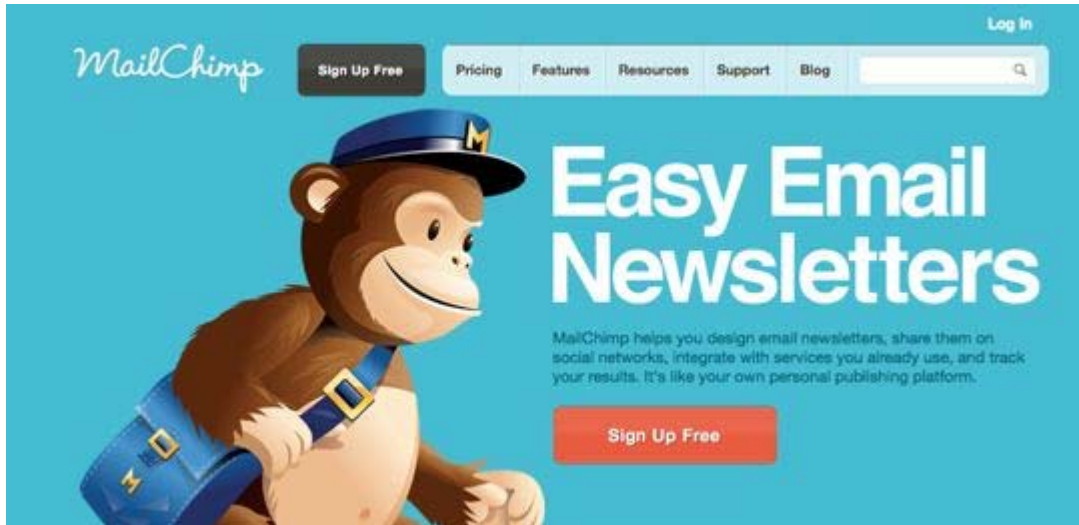 Log In
MailChimp
Sign Up Free
Pricing Features Resources Support Blog
M
Easy Email
Newsletters
MailChimp helps you design email newsletters, share them on
social networks, integrate with services you already use, and track
your results. It's like your own personal publishing platform.
Sign Up Free
M